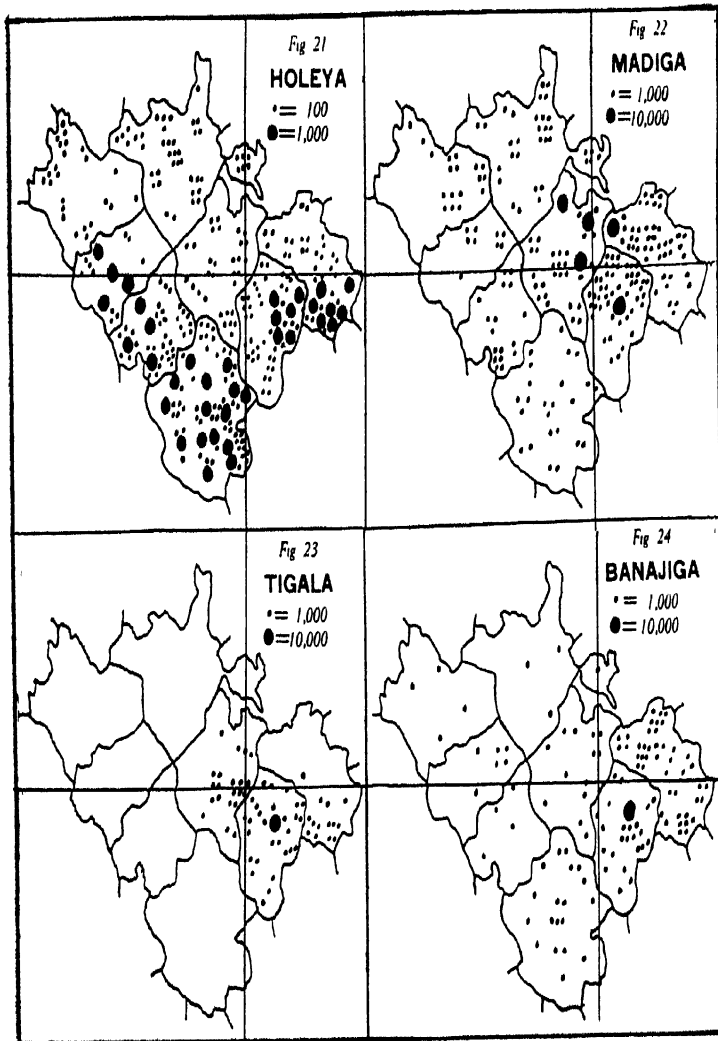 Fig 21
HOLEYA
• = 100
●=1,000
Fig 22
MADIGA
• = 1,000
●=10,000
Fig 23
TIGALA
• = 1,000
●=10,000
Fig 24
BANAJIGA
• = 1,000
● = 10,000